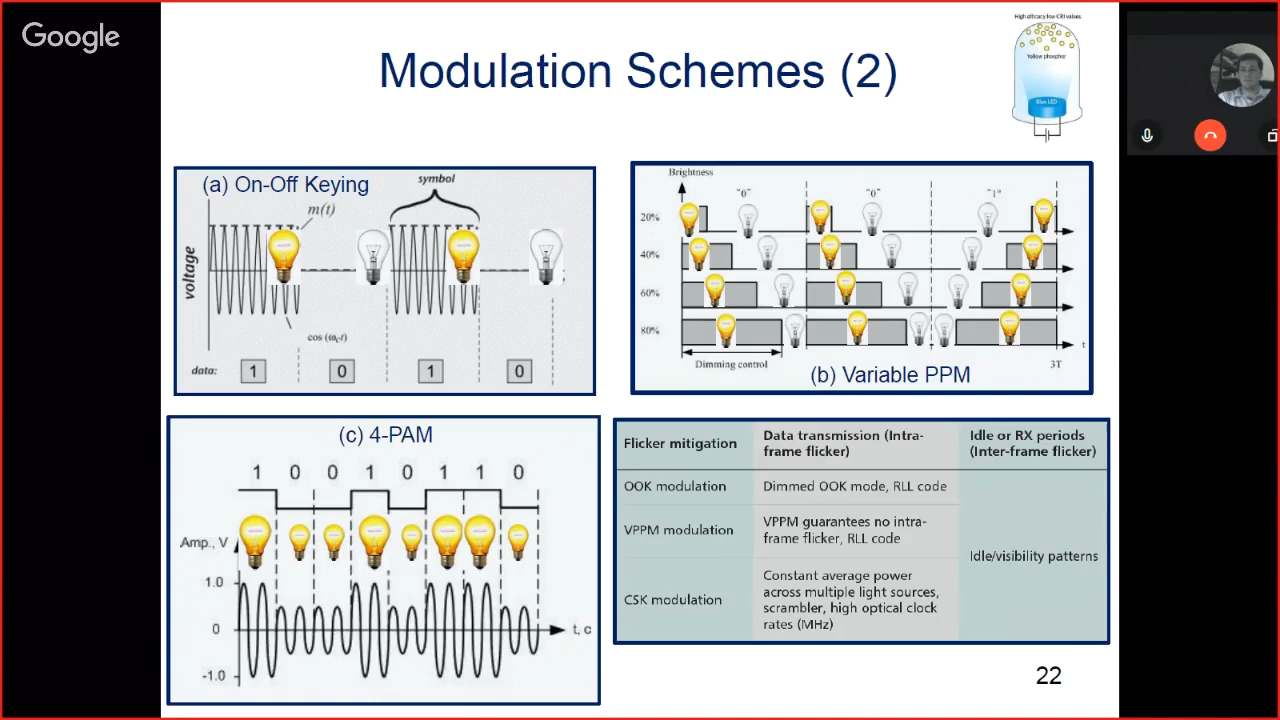 Google
Modulation Schemes (2)
High efficacy low-CRI values
Yellow phosphor
Blue LED
(a) On-Off Keying
symbol
m(t)
voltage
cos (ωct)
data: 1 0 1 0
Brightness
"0" "0" "1"
20%
40%
60%
80%
t
Dimming control
3T
(b) Variable PPM
(c) 4-PAM
1 0 0 1 0 1 1 0
Amp., V
1.0
0
t, c
-1.0
Flicker mitigation
Data transmission (Intra-
frame flicker)
Idle or RX periods
(Inter-frame flicker)
OOK modulation
Dimmed OOK mode, RLL code
VPPM modulation
VPPM guarantees no intra-
frame flicker, RLL code
Idle/visibility patterns
CSK modulation
Constant average power
across multiple light sources,
scrambler, high optical clock
rates (MHz)
22